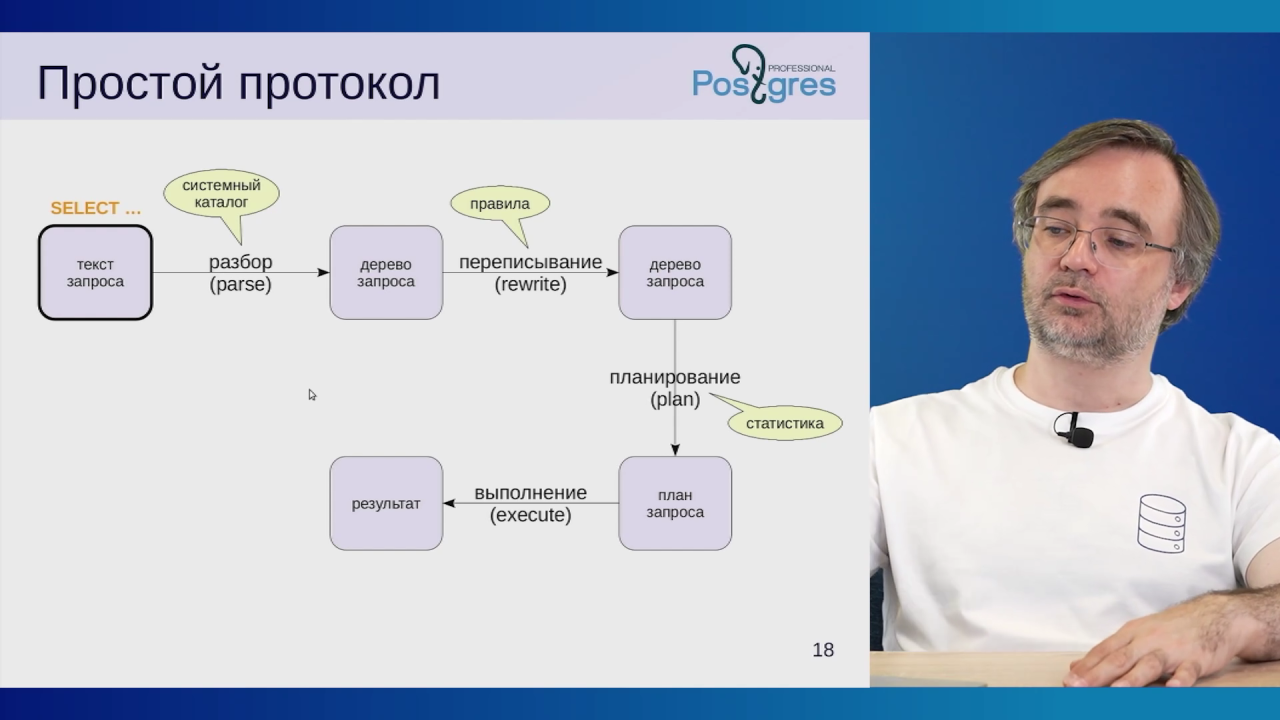 Простой протокол
PROFESSIONAL
Postgres
SELECT ...
системный
каталог
правила
текст
запроса
разбор
(parse)
дерево
запроса
переписывание
(rewrite)
дерево
запроса
планирование
(plan)
статистика
результат
выполнение
(execute)
план
запроса
18